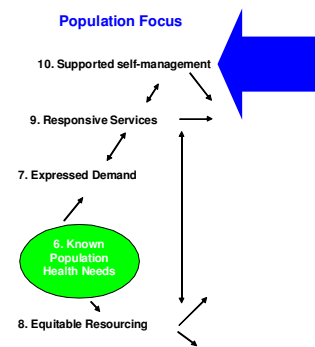 Population Focus
10. Supported self-management
9. Responsive Services
7. Expressed Demand
6. Known
Population
Health Needs
8. Equitable Resourcing